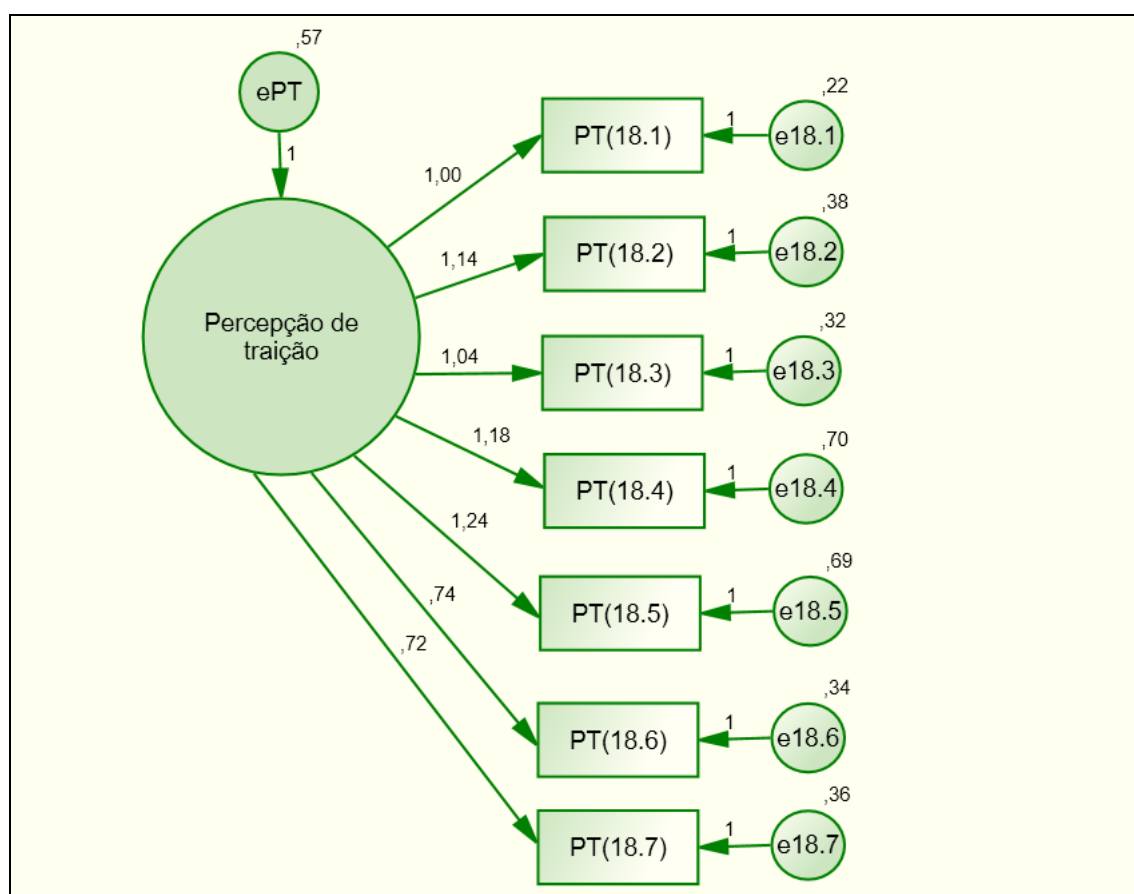 ,57
ePT
1
1,00
PT(18.1)
1
,22
e18.1
1,14
PT(18.2)
1
,38
e18.2
Percepção de
traição
1,04
PT(18.3)
1
,32
e18.3
1,18
PT(18.4)
1
,70
e18.4
1,24
PT(18.5)
1
,69
e18.5
,74
PT(18.6)
1
,34
e18.6
,72
PT(18.7)
1
,36
e18.7